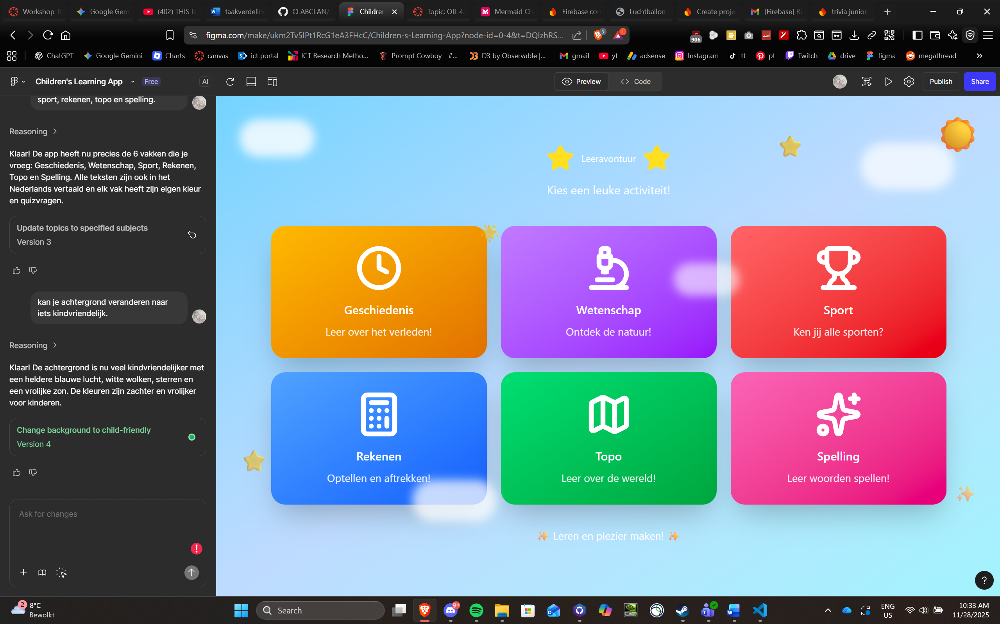 Workshop T
Google Gem
(402) THIS Is
taakverdelin
CLABCLAN/
Childrer
Topic: OIL 4.
Mermaid Ch
Firebase con
Luchtballon
Create proje
[Firebase] Ru
trivia junior
figma.com/make/ukm2Tv5IPt1RcG1eA3FHcC/Children-s-Learning-App?node-id=0-4&t=DQlzhRS...
3
1
906
ChatGPT
Google Gemini
Charts
canvas
ict portal
ICT Research Metho...
Prompt Cowboy - #...
D3 by Observable |...
gmail
yt
adsense
Instagram
tt
pt
Twitch
drive
figma
megathread
Children's Learning App
Free
AI
Preview
Code
Publish
Share
sport, rekenen, topo en spelling.
Reasoning
Klaar! De app heeft nu precies de 6 vakken die je
vroeg: Geschiedenis, Wetenschap, Sport, Rekenen,
Topo en Spelling. Alle teksten zijn ook in het
Nederlands vertaald en elk vak heeft zijn eigen kleur
en quizvragen.
Update topics to specified subjects
Version 3
kan je achtergrond veranderen naar
iets kindvriendelijk.
Reasoning
Klaar! De achtergrond is nu veel kindvriendelijker met
een heldere blauwe lucht, witte wolken, sterren en
een vrolijke zon. De kleuren zijn zachter en vrolijker
voor kinderen.
Change background to child-friendly
Version 4
Ask for changes
Leeravontuur
Kies een leuke activiteit!
Geschiedenis
Leer over het verleden!
Wetenschap
Ontdek de natuur!
Sport
Ken jij alle sporten?
Rekenen
Optellen en aftrekken!
Topo
Leer over de wereld!
Spelling
Leer woorden spellen!
✨ Leren en plezier maken! ✨
?
2
8°C
Bewolkt
Search
9+
ENG
US
10:33 AM
11/28/2025